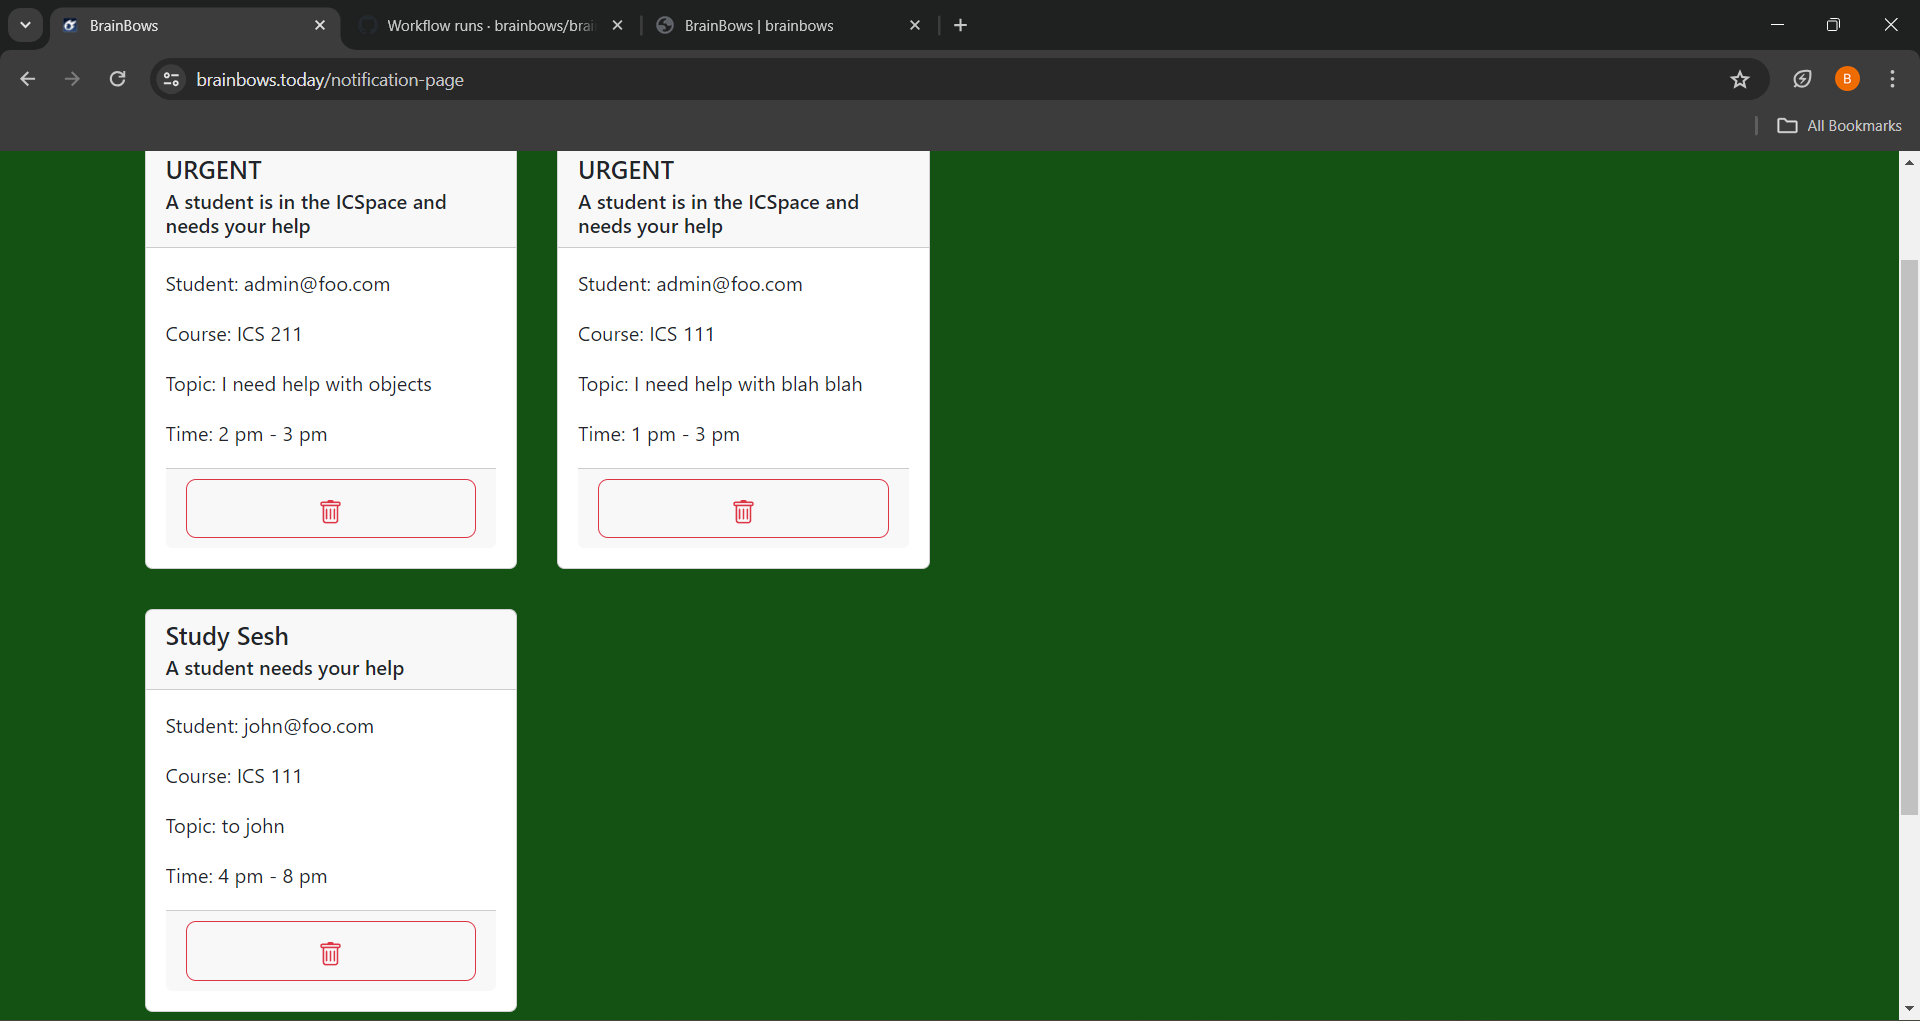 BrainBows
Workflow runs · brainbows/brai
BrainBows | brainbows
brainbows.today/notification-page
B
All Bookmarks
URGENT
A student is in the ICSpace and
needs your help
Student: admin@foo.com
Course: ICS 211
Topic: I need help with objects
Time: 2 pm - 3 pm
URGENT
A student is in the ICSpace and
needs your help
Student: admin@foo.com
Course: ICS 111
Topic: I need help with blah blah
Time: 1 pm - 3 pm
Study Sesh
A student needs your help
Student: john@foo.com
Course: ICS 111
Topic: to john
Time: 4 pm - 8 pm